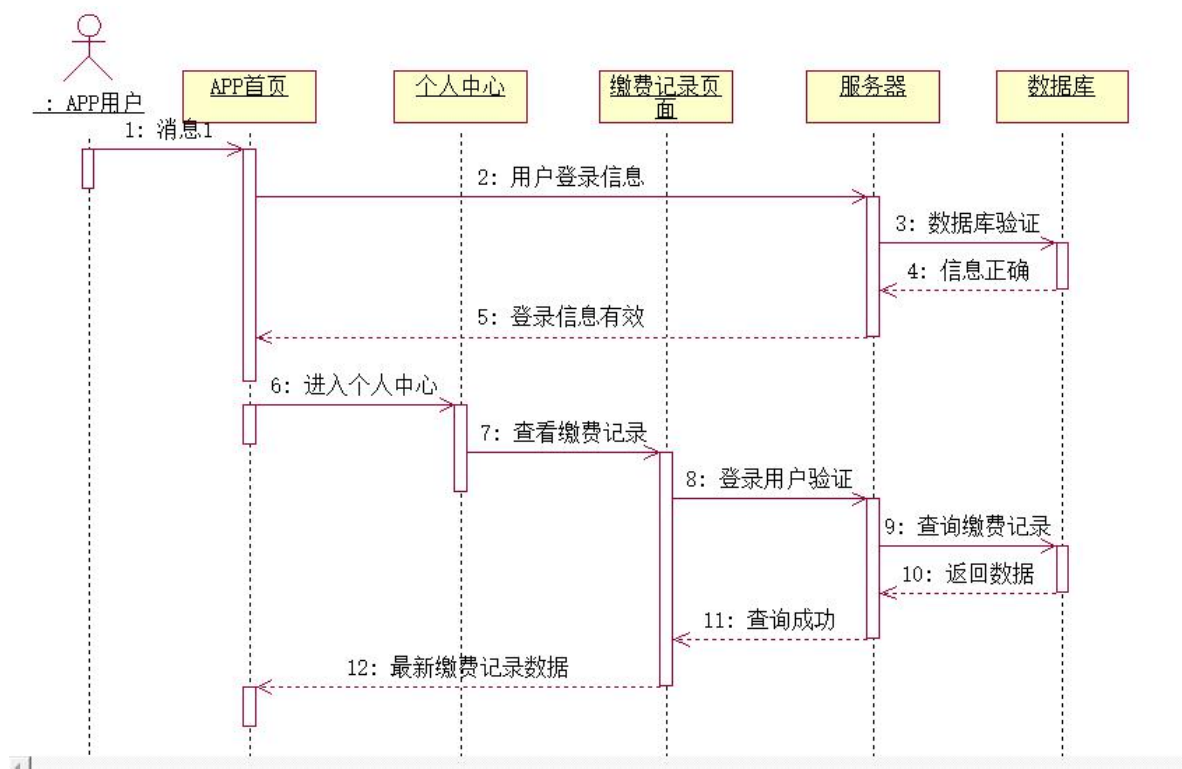 : APP用户
APP首页
个人中心
缴费记录页
面
服务器
数据库
1: 消息1
2: 用户登录信息
3: 数据库验证
4: 信息正确
5: 登录信息有效
6: 进入个人中心
7: 查看缴费记录
8: 登录用户验证
9: 查询缴费记录
10: 返回数据
11: 查询成功
12: 最新缴费记录数据